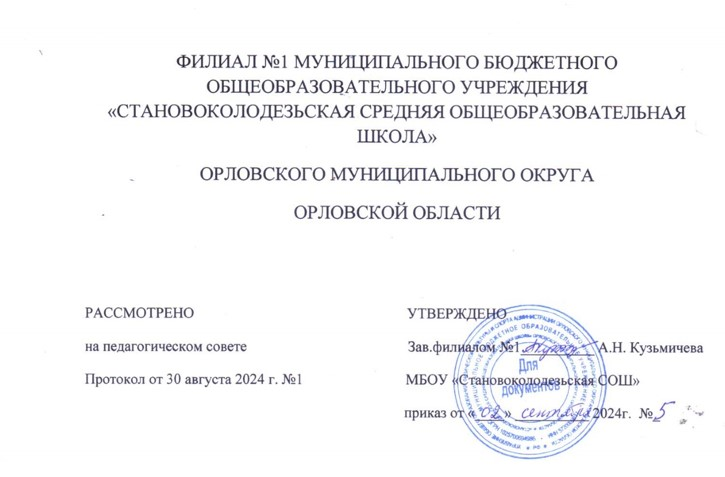 ФИЛИАЛ №1 МУНИЦИПАЛЬНОГО БЮДЖЕТНОГО
ОБЩЕОБРАЗОВАТЕЛЬНОГО УЧРЕЖДЕНИЯ
«СТАНОВОКОЛОДЕЗЬСКАЯ СРЕДНЯЯ ОБЩЕОБРАЗОВАТЕЛЬНАЯ
ШКОЛА»
ОРЛОВСКОГО МУНИЦИПАЛЬНОГО ОКРУГА
ОРЛОВСКОЙ ОБЛАСТИ
РАССМОТРЕНО
на педагогическом совете
Протокол от 30 августа 2024 г. №1
УТВЕРЖДЕНО
Зав.филиалом №1 А.Н. Кузьмичева
МБОУ «Становоколодезьская СОШ»
приказ от «02» сентября 2024г. №5
Для
документов